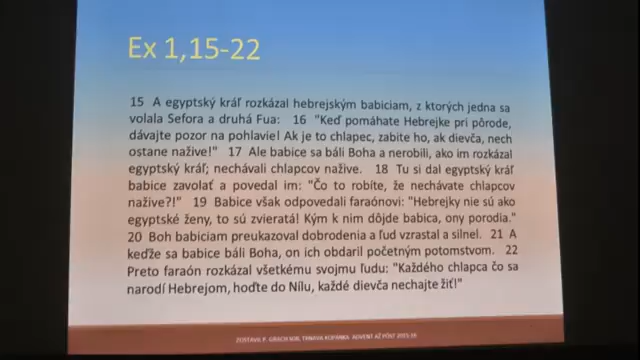 Ex 1,15-22
15 A egyptský kráľ rozkázal hebrejským babiciam, z ktorých jedna sa
volala Sefora a druhá Fua: 16 "Keď pomáhate Hebrejke pri pôrode,
dávajte pozor na pohlavie! Ak je to chlapec, zabite ho, ak dievča, nech
ostane nažive!" 17 Ale babice sa báli Boha a nerobili, ako im rozkázal
egyptský kráľ; nechávali chlapcov nažive. 18 Tu si dal egyptský kráľ
babice zavolať a povedal im: "Čo to robíte, že nechávate chlapcov
nažive?!" 19 Babice však odpovedali faraónovi: "Hebrejky nie sú ako
egyptské ženy, to sú zvieratá! Kým k nim dôjde babica, ony porodia."
20 Boh babiciam preukazoval dobrodenia a ľud vzrastal a silnel. 21 A
keďže sa babice báli Boha, on ich obdaril početným potomstvom. 22
Preto faraón rozkázal všetkému svojmu ľudu: "Každého chlapca čo sa
narodí Hebrejom, hoďte do Nílu, každé dievča nechajte žiť!"